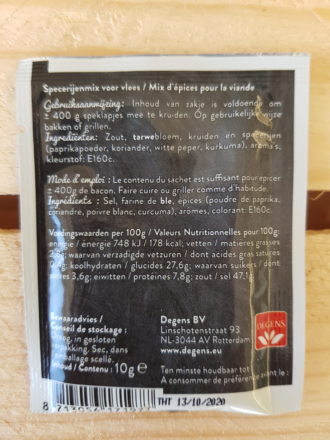 Specerijenmix voor vlees / Mix d'épices pour la viande
Gebruiksaanwijzing: Inhoud van zakje is voldoende om
± 400 g speklapjes mee te kruiden. Op gebruikelijke wijze
bakken of grillen.
Ingrediënten: Zout, tarwebloem, kruiden en specerijen
(paprikapoeder, koriander, witte peper, kurkuma), aroma's,
kleurstof: E160c.
Mode d'emploi : Le contenu du sachet est suffisant pour épicer
± 400g de bacon. Faire cuire ou griller comme d'habitude.
Ingrédients : Sel, farine de ble, épices (poudre de paprika,
coriandre, poivre blanc, curcuma), arômes, colorant: E160c.
Voedingswaarden per 100g / Valeurs Nutritionnelles pour 100g:
energie / énergie 748 kJ / 178 kcal; vetten / matières grasses
waarvan verzadigde vetzuren / dont acides gras saturés
koolhydraten / glucides 27,6g; waarvan suikers / dont
3,6g; eiwitten / protéines 7,8g; zout / sel 47,1g
Bewaaradvies /
Conseil de stockage :
Droog, in gesloten
verpakking. Sec, dans
emballage scellé.
Inhoud / Contenu : 10g e
Degens BV
Linschotenstraat 93
NL-3044 AV Rotterdam
www.degens.eu
DEGENS
Ten minste houdbaar tot
A consommer de préférence avant le :
THT 13/10/2020